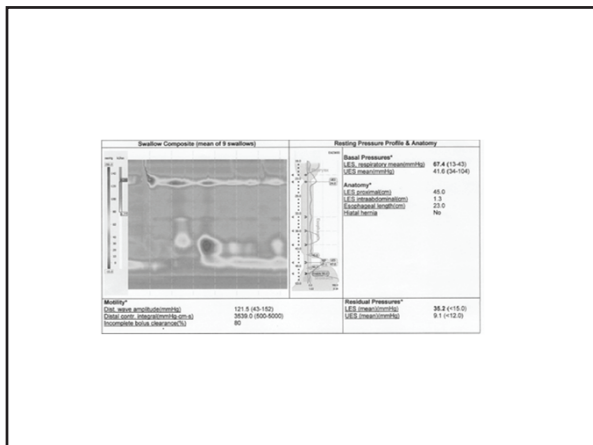 Swallow Composite (mean of 9 swallows)
Resting Pressure Profile & Anatomy
Basal Pressures*
LES, respiratory mean(mmHg) 67.4 (13-43)
UES mean(mmHg) 41.6 (34-104)
Anatomy*
LES proximal(cm) 45.0
LES intraabdominal(cm) 1.3
Esophageal length(cm) 23.0
Hiatal hernia No
Motility*
Dist. wave amplitude(mmHg) 121.5 (43-152)
Distal contr. integral(mmHg-cm-s) 3539.0 (500-5000)
Incomplete bolus clearance(%) 80
Residual Pressures*
LES (mean)(mmHg) 35.2 (<15.0)
UES (mean)(mmHg) 9.1 (<12.0)